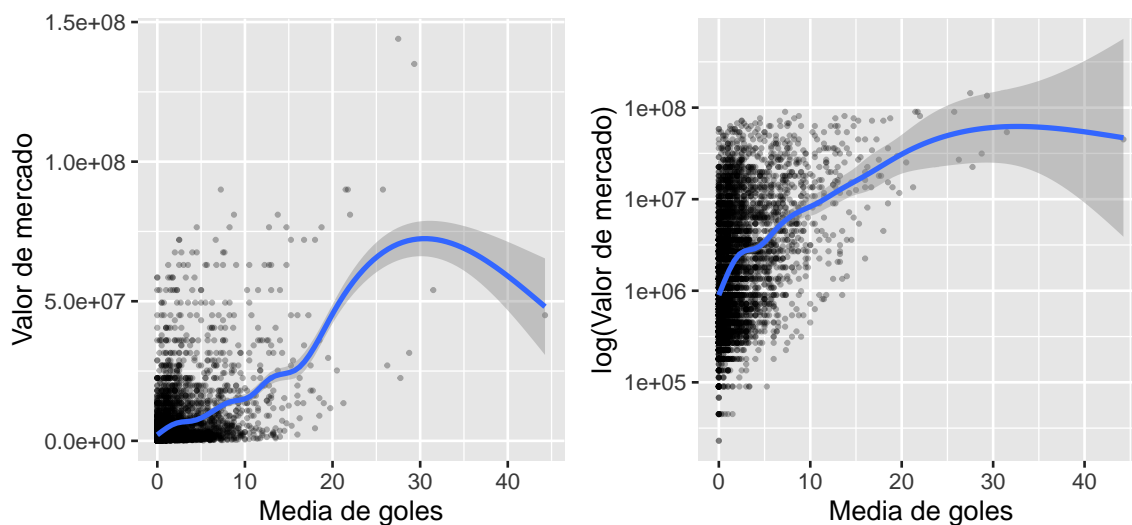 Valor de mercado
1.5e+08
1.0e+08
5.0e+07
0.0e+00
0 10 20 30 40
Media de goles
log(Valor de mercado)
1e+08
1e+07
1e+06
1e+05
0 10 20 30 40
Media de goles